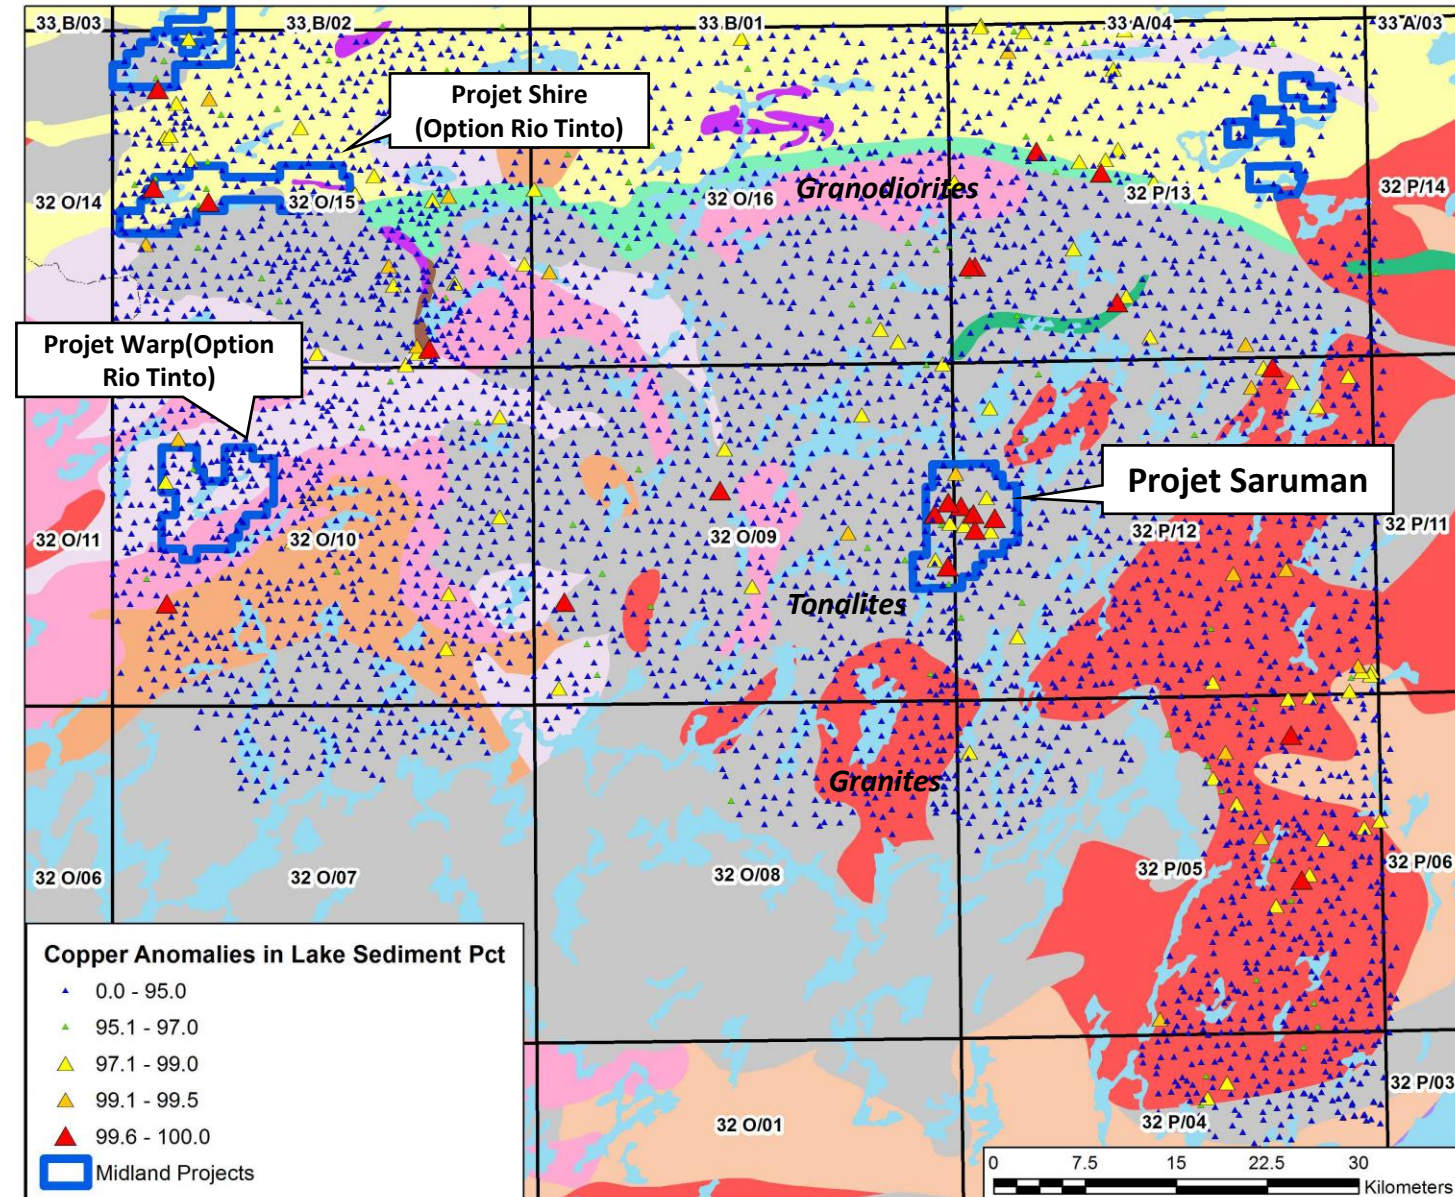 33 B/03
33 B/02
33 B/01
33 A/04
33 A/03
Projet Shire
(Option Rio Tinto)
32 O/14
32 O/15
32 O/16
Granodiorites
32 P/13
32 P/14
Projet Warp(Option
Rio Tinto)
Projet Saruman
32 O/11
32 O/10
32 O/09
32 P/12
32 P/11
Tonalites
Granites
32 O/06
32 O/07
32 O/08
32 P/05
32 P/06
Copper Anomalies in Lake Sediment Pct
0.0 - 95.0
95.1 - 97.0
97.1 - 99.0
99.1 - 99.5
99.6 - 100.0
Midland Projects
32 O/01
32 P/04
32 P/03
0 7.5 15 22.5 30
Kilometers